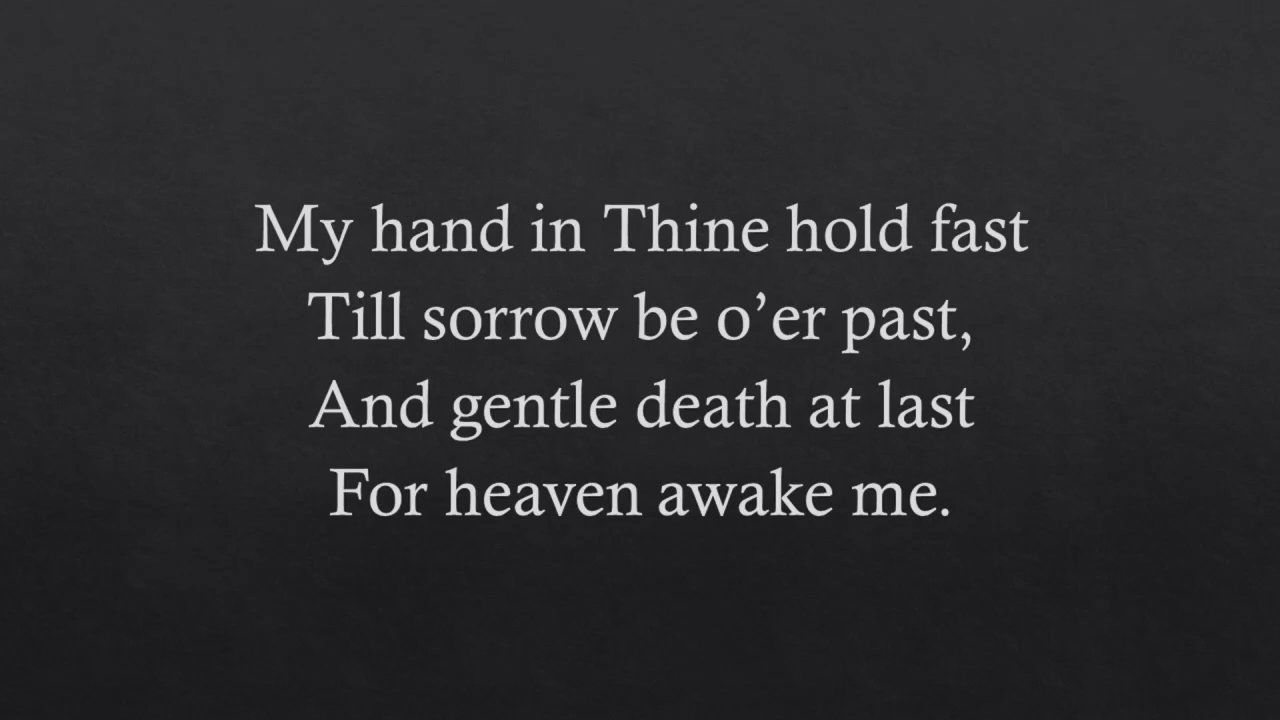 My hand in Thine hold fast
Till sorrow be o’er past,
And gentle death at last
For heaven awake me.